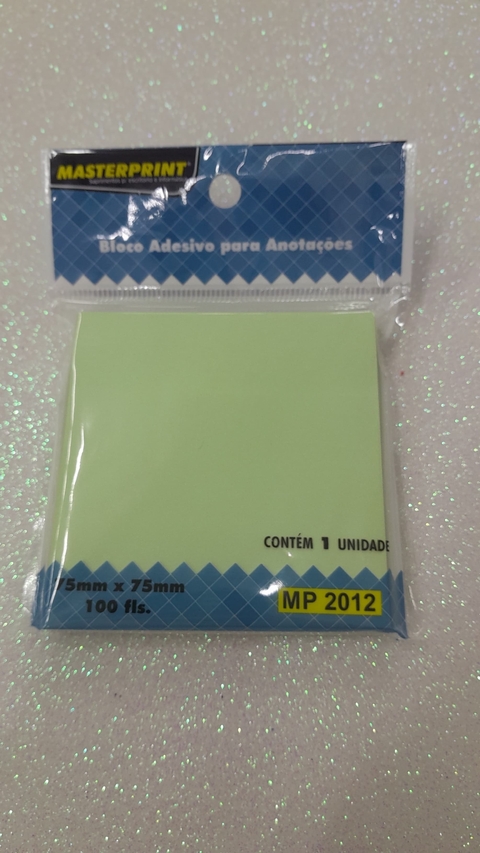 MASTERPRINT
Bloco Adesivo para Anotações
CONTÉM 1 UNIDADE
75mm x 75mm
100 fls.
MP 2012